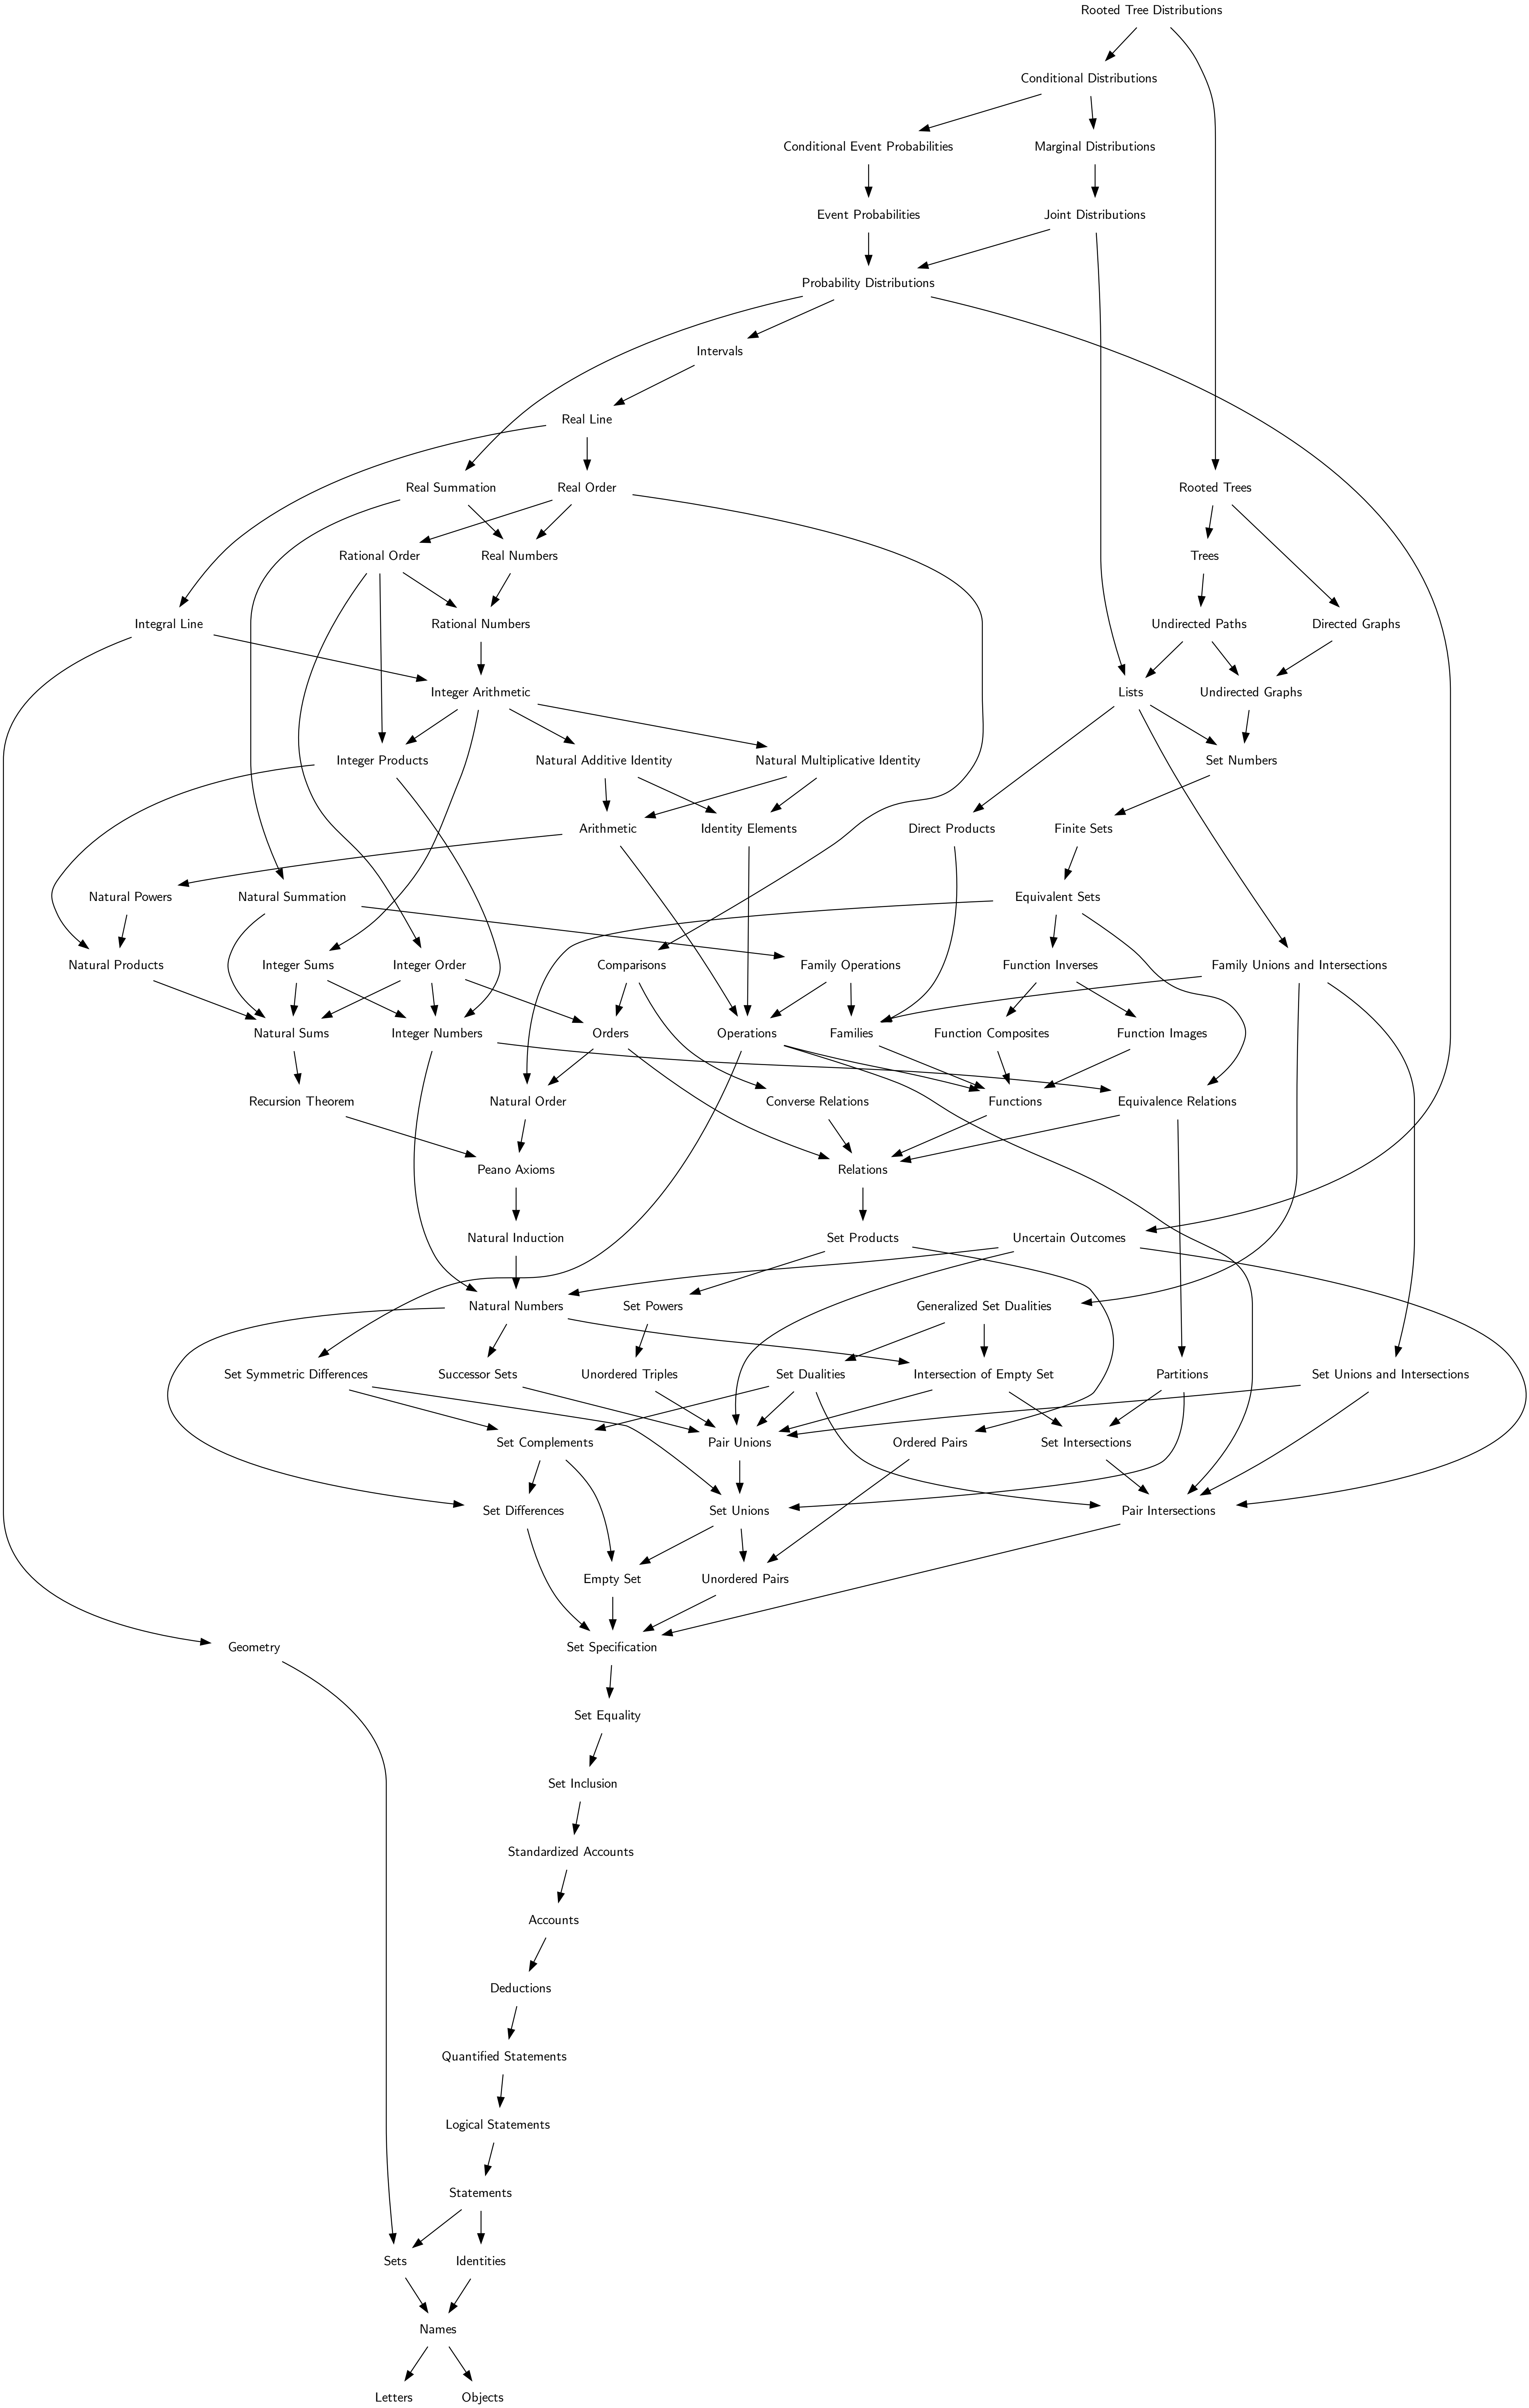 Rooted Tree Distributions
Conditional Distributions
Conditional Event Probabilities
Marginal Distributions
Event Probabilities
Joint Distributions
Probability Distributions
Intervals
Real Line
Real Summation
Real Order
Rooted Trees
Rational Order
Real Numbers
Trees
Integral Line
Rational Numbers
Undirected Paths
Directed Graphs
Integer Arithmetic
Lists
Undirected Graphs
Integer Products
Natural Additive Identity
Natural Multiplicative Identity
Set Numbers
Arithmetic
Identity Elements
Direct Products
Finite Sets
Natural Powers
Natural Summation
Equivalent Sets
Natural Products
Integer Sums
Integer Order
Comparisons
Family Operations
Function Inverses
Family Unions and Intersections
Natural Sums
Integer Numbers
Orders
Operations
Families
Function Composites
Function Images
Recursion Theorem
Natural Order
Converse Relations
Functions
Equivalence Relations
Peano Axioms
Relations
Natural Induction
Set Products
Uncertain Outcomes
Natural Numbers
Set Powers
Generalized Set Dualities
Set Symmetric Differences
Successor Sets
Unordered Triples
Set Dualities
Intersection of Empty Set
Partitions
Set Unions and Intersections
Set Complements
Pair Unions
Ordered Pairs
Set Intersections
Set Differences
Set Unions
Pair Intersections
Empty Set
Unordered Pairs
Geometry
Set Specification
Set Equality
Set Inclusion
Standardized Accounts
Accounts
Deductions
Quantified Statements
Logical Statements
Statements
Sets
Identities
Names
Letters
Objects